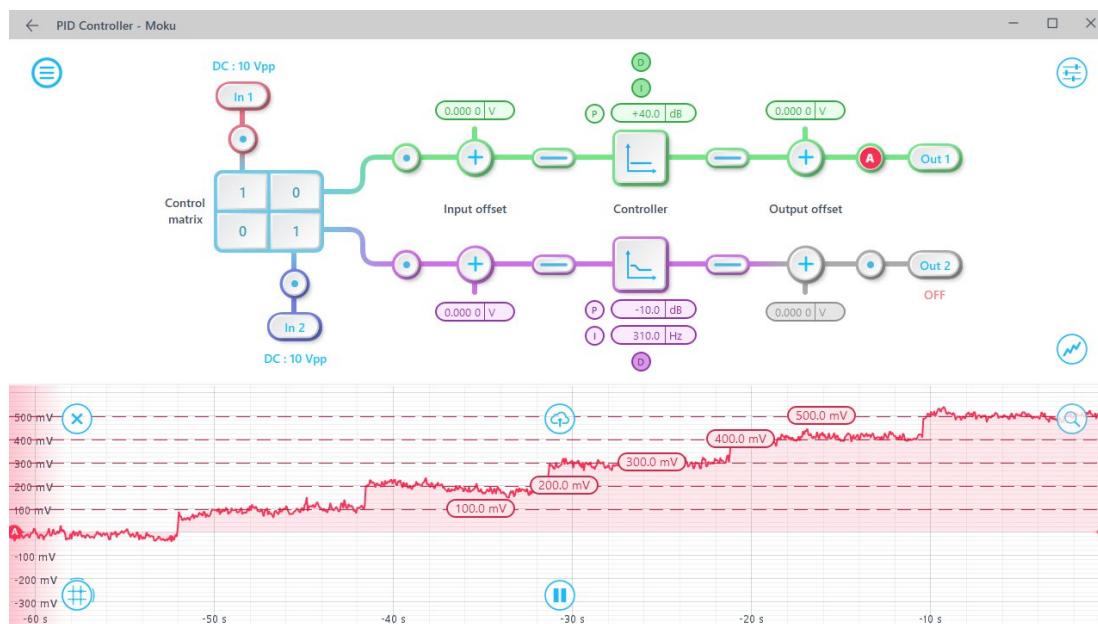 PID Controller - Moku
DC : 10 Vpp
In 1
D
I
P +40.0 dB
0.000 0 V
0.000 0 V
A
Out 1
Control
matrix
1 0
0 1
Input offset
Controller
Output offset
Out 2
OFF
0.000 0 V
P -10.0 dB
I 310.0 Hz
D
0.000 0 V
In 2
DC : 10 Vpp
500 mV
400 mV
300 mV
200 mV
100 mV
A
-100 mV
-200 mV
-300 mV
500.0 mV
400.0 mV
300.0 mV
200.0 mV
100.0 mV
-60 s
-50 s
-40 s
-30 s
-20 s
-10 s